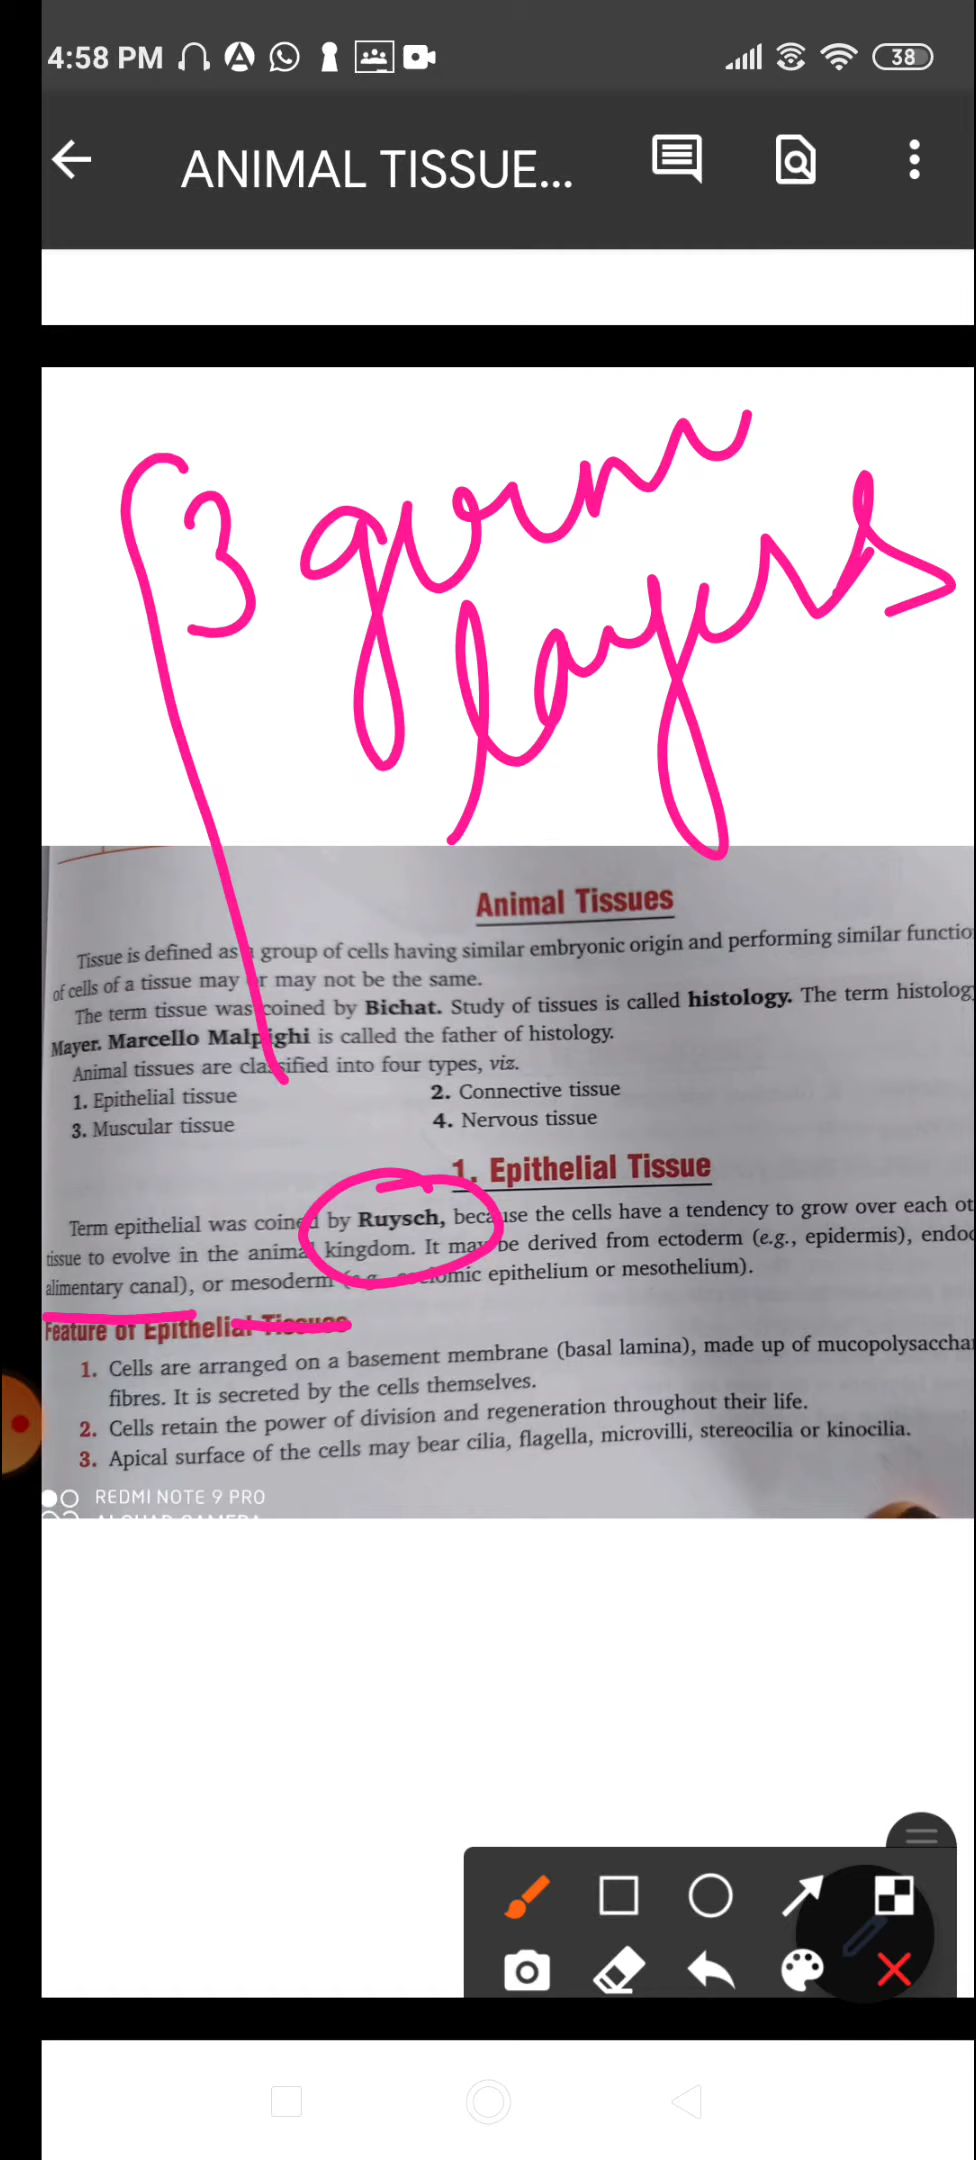 4:58 PM
38
ANIMAL TISSUE...
3 germ
layers
Animal Tissues
Tissue is defined as group of cells having similar embryonic origin and performing similar functio
of cells of a tissue may or may not be the same.
The term tissue was coined by Bichat. Study of tissues is called histology. The term histolog
Mayer. Marcello Malpighi is called the father of histology.
Animal tissues are classified into four types, viz.
1. Epithelial tissue 2. Connective tissue
3. Muscular tissue 4. Nervous tissue
1. Epithelial Tissue
Term epithelial was coined by Ruysch, because the cells have a tendency to grow over each ot
tissue to evolve in the animal kingdom. It may be derived from ectoderm (e.g., epidermis), endod
alimentary canal), or mesoderm (e.g. epithelium or mesothelium).
Feature of Epithelial Tissues
1. Cells are arranged on a basement membrane (basal lamina), made up of mucopolysaccha
fibres. It is secreted by the cells themselves.
2. Cells retain the power of division and regeneration throughout their life.
3. Apical surface of the cells may bear cilia, flagella, microvilli, stereocilia or kinocilia.
REDMI NOTE 9 PRO